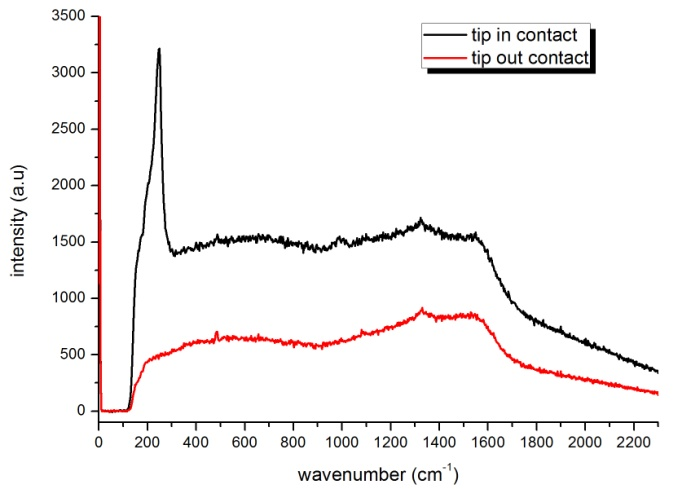 3500
3000
2500
2000
1500
1000
500
0
intensity (a.u)
tip in contact
tip out contact
0 200 400 600 800 1000 1200 1400 1600 1800 2000 2200
wavenumber (cm⁻¹)